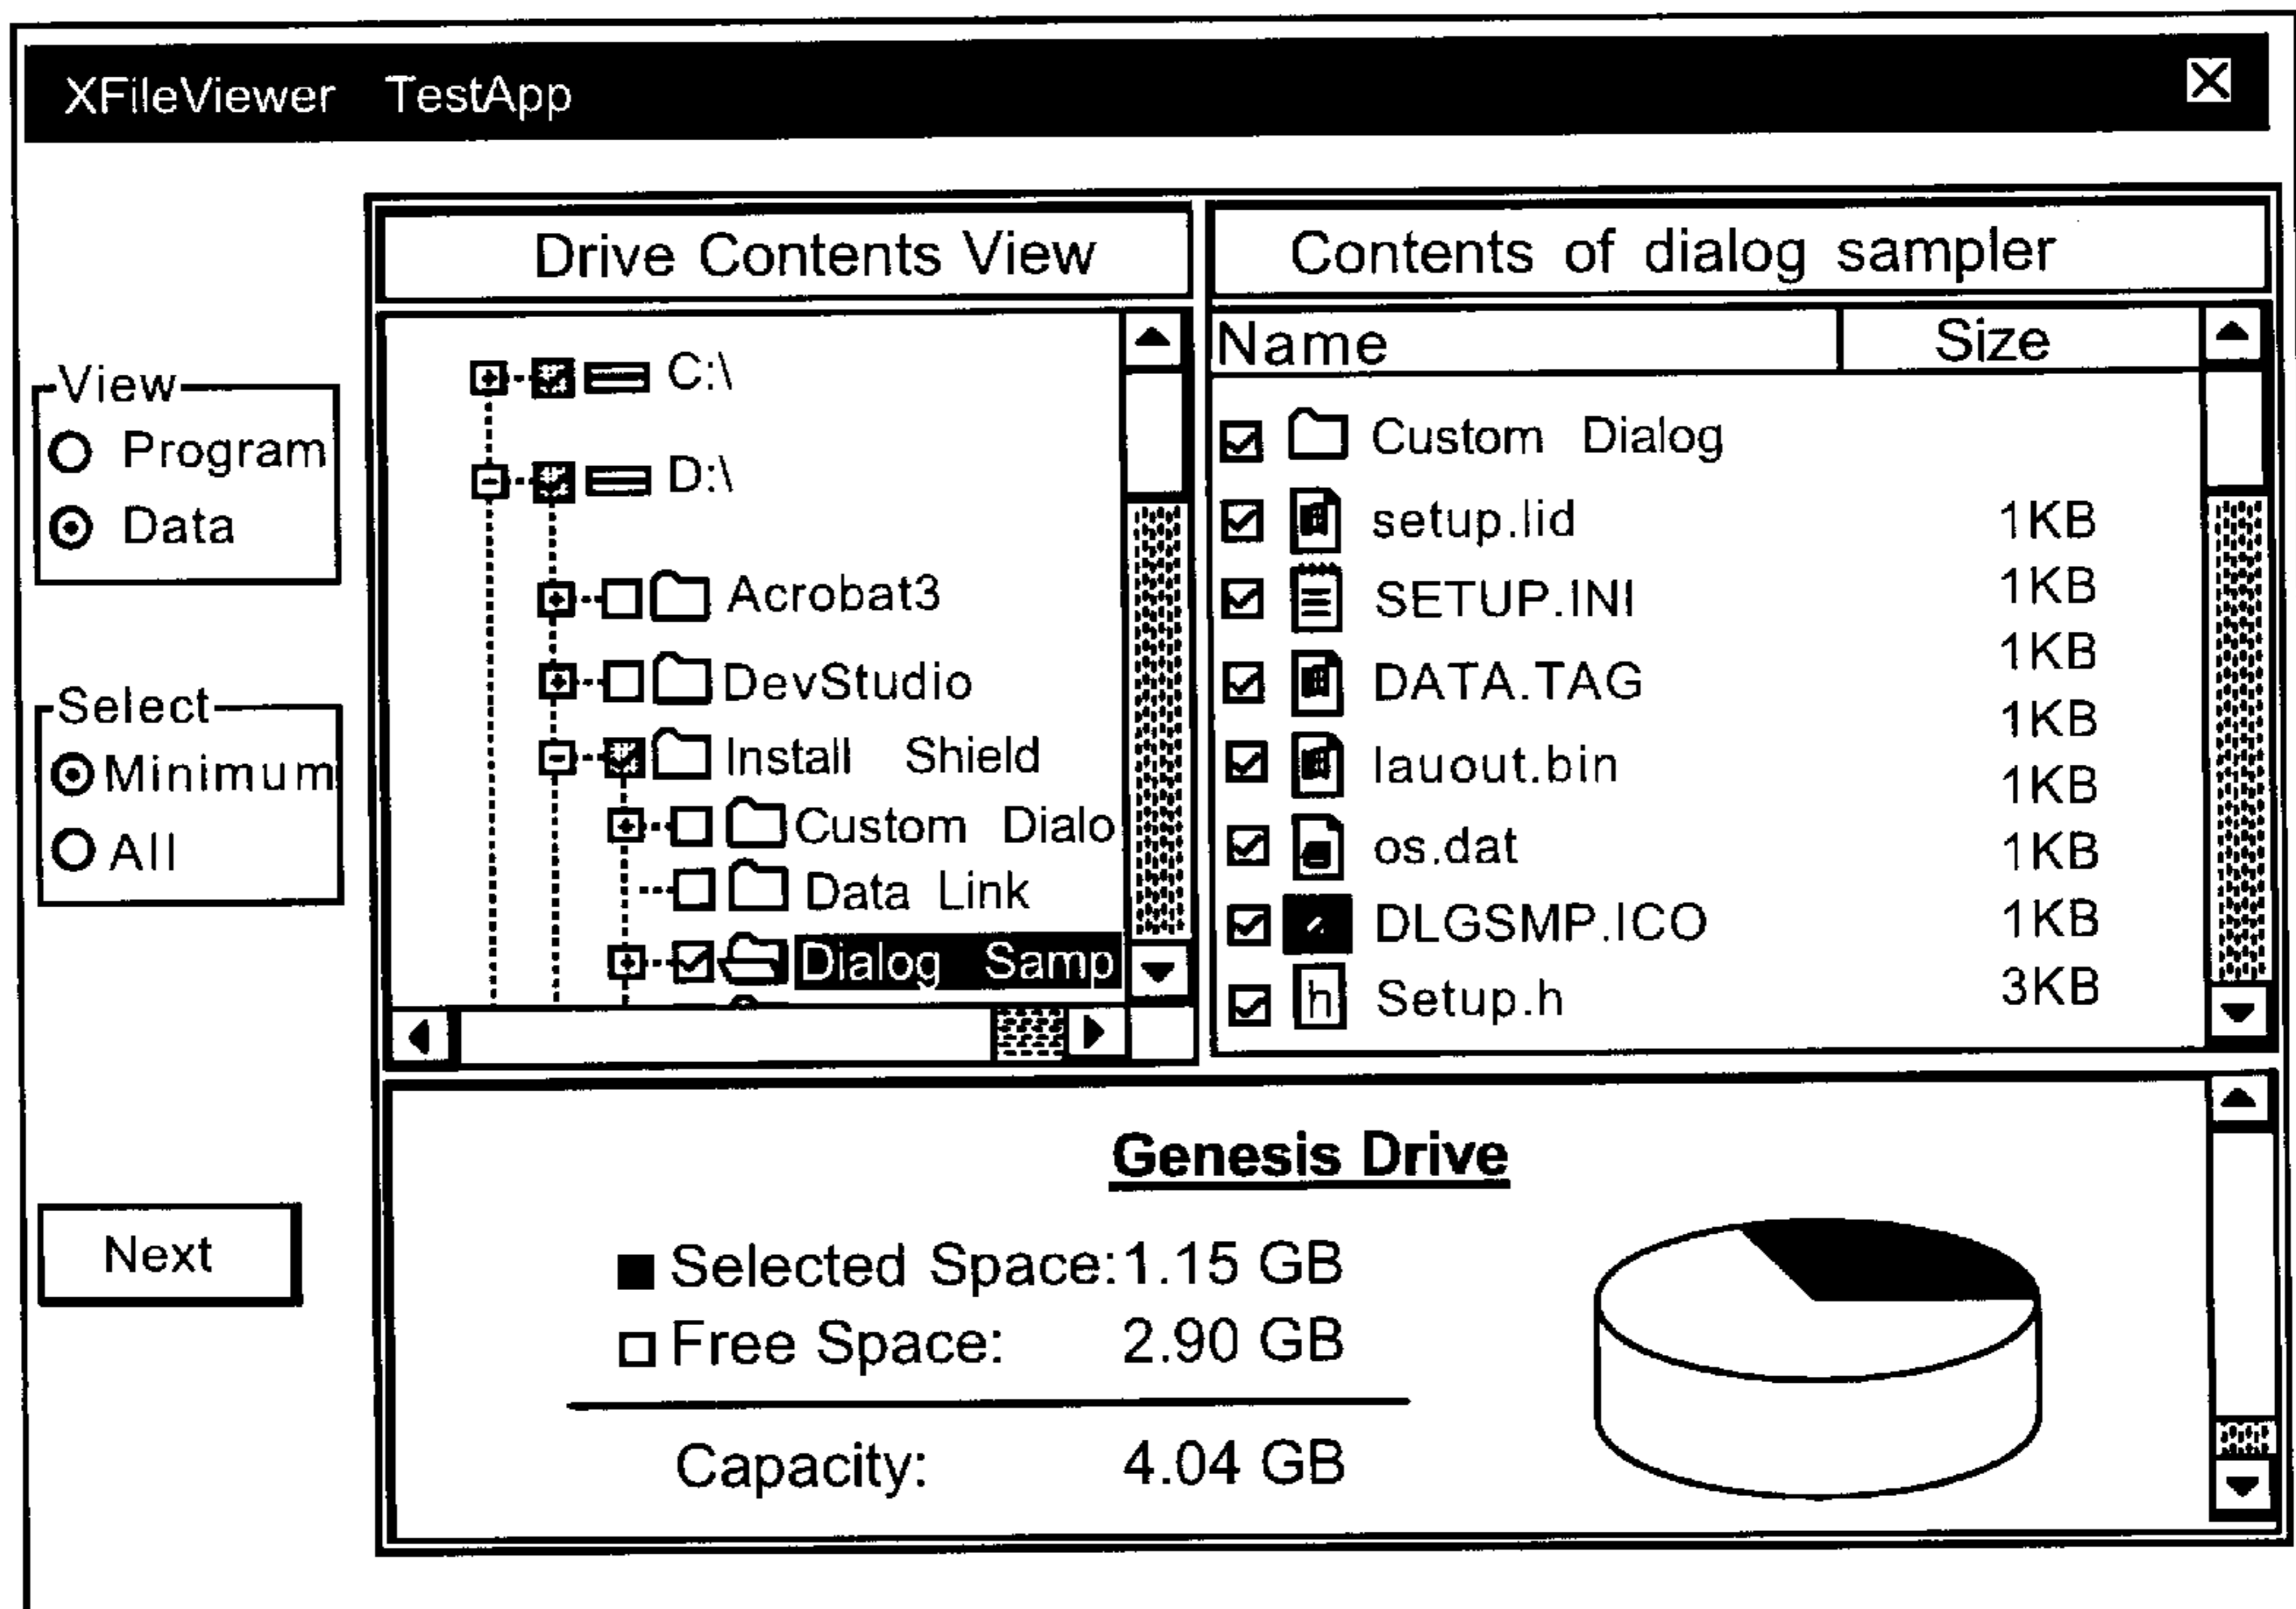 XFileViewer TestApp
Drive Contents View
Contents of dialog sampler
View
Program
Data
Select
Minimum
All
Next
C:\
D:\
Acrobat3
DevStudio
Install Shield
Custom Dialo
Data Link
Dialog Samp
Name Size
Custom Dialog
setup.lid 1KB
SETUP.INI 1KB
DATA.TAG 1KB
lauout.bin 1KB
os.dat 1KB
DLGSMP.ICO 1KB
Setup.h 1KB
3KB
Genesis Drive
Selected Space: 1.15 GB
Free Space: 2.90 GB
Capacity: 4.04 GB